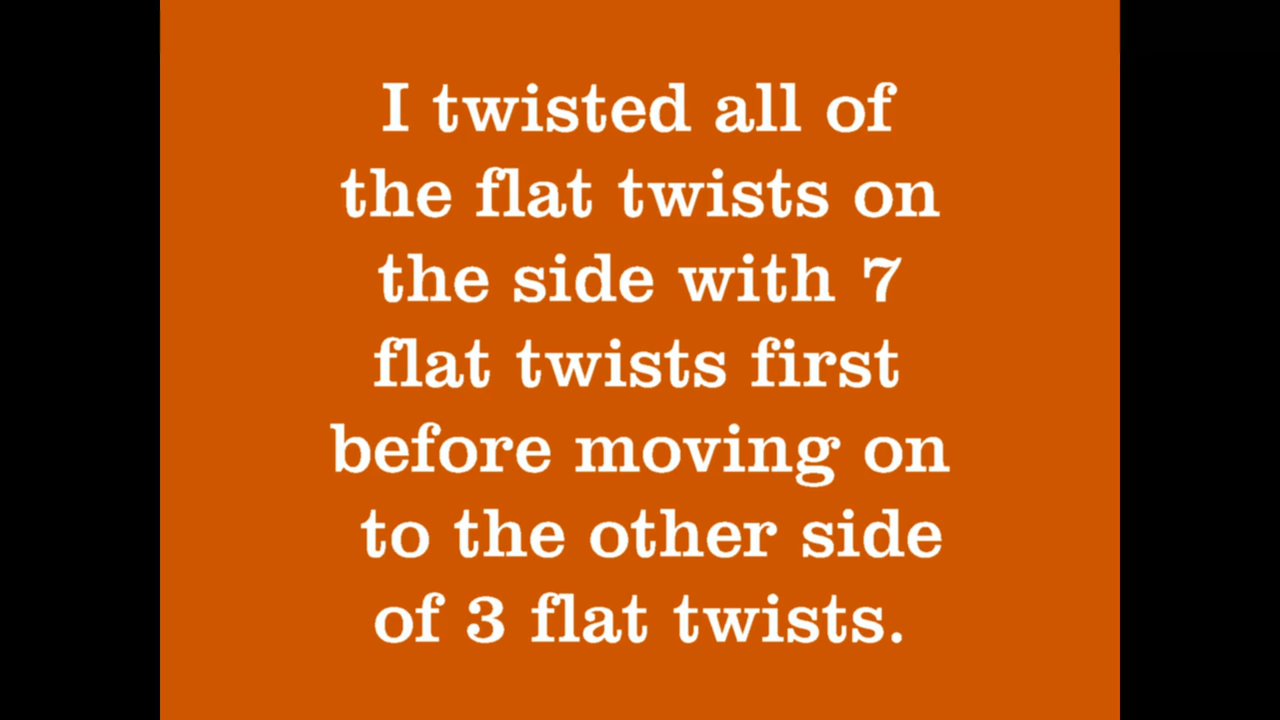 I twisted all of
the flat twists on
the side with 7
flat twists first
before moving on
to the other side
of 3 flat twists.